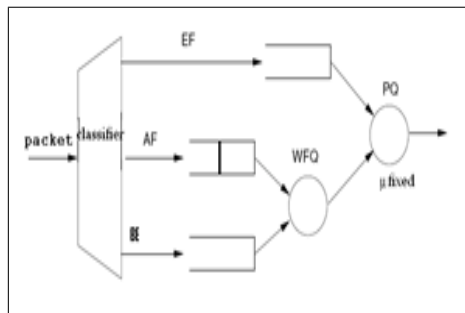 EF
PQ
packet
classifier
AF
WFQ
μ fixed
BE